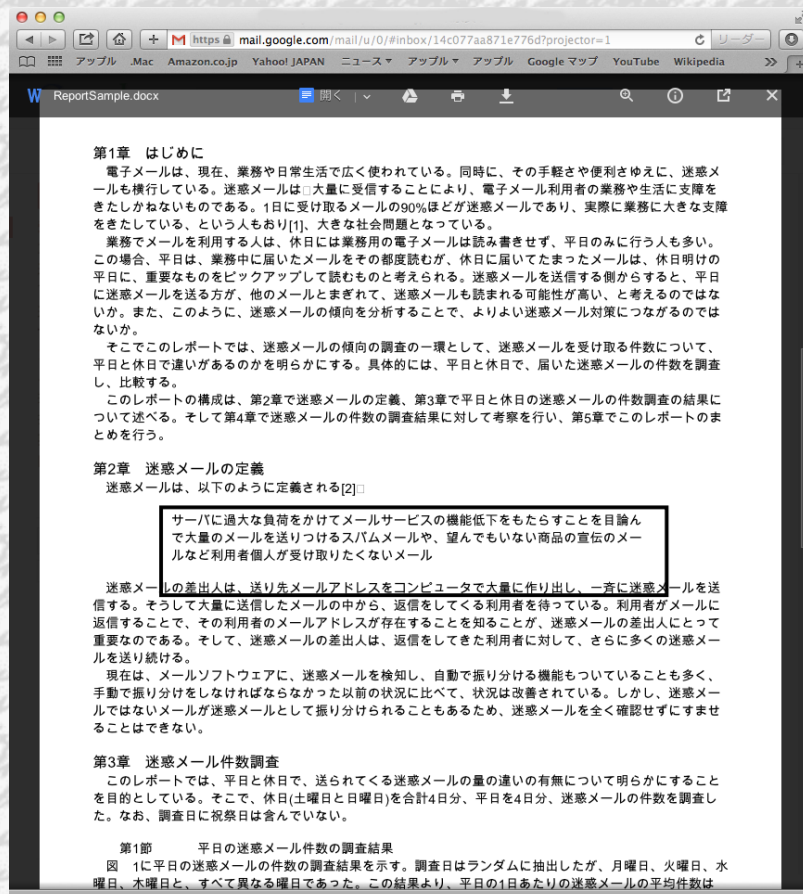 https mail.google.com/mail/u/0/#inbox/14c077aa871e776d?projector=1 リーダー
アップル .Mac Amazon.co.jp Yahoo! JAPAN ニュース▼ アップル▼ アップル Google マップ YouTube Wikipedia >>
W ReportSample.docx 開く
第1章 はじめに
電子メールは、現在、業務や日常生活で広く使われている。同時に、その手軽さや便利さゆえに、迷惑メ
ールも横行している。迷惑メールは□大量に受信することにより、電子メール利用者の業務や生活に支障を
きたしかねないものである。1日に受け取るメールの90%ほどが迷惑メールであり、実際に業務に大きな支障
をきたしている、という人もおり[1]、大きな社会問題となっている。
業務でメールを利用する人は、休日には業務用の電子メールは読み書きせず、平日のみに行う人も多い。
この場合、平日は、業務中に届いたメールをその都度読むが、休日に届いてたまったメールは、休日明けの
平日に、重要なものをピックアップして読むものと考えられる。迷惑メールを送信する側からすると、平日
に迷惑メールを送る方が、他のメールとまぎれて、迷惑メールも読まれる可能性が高い、と考えるのではな
いか。また、このように、迷惑メールの傾向を分析することで、よりよい迷惑メール対策につながるのでは
ないか。
そこでこのレポートでは、迷惑メールの傾向の調査の一環として、迷惑メールを受け取る件数について、
平日と休日で違いがあるのかを明らかにする。具体的には、平日と休日で、届いた迷惑メールの件数を調査
し、比較する。
このレポートの構成は、第2章で迷惑メールの定義、第3章で平日と休日の迷惑メールの件数調査の結果に
ついて述べる。そして第4章で迷惑メールの件数の調査結果に対して考察を行い、第5章でこのレポートのま
とめを行う。
第2章 迷惑メールの定義
迷惑メールは、以下のように定義される[2]□
サーバに過大な負荷をかけてメールサービスの機能低下をもたらすことを目論ん
で大量のメールを送りつけるスパムメールや、望んでもいない商品の宣伝のメー
ルなど利用者個人が受け取りたくないメール
迷惑メールの差出人は、送り先メールアドレスをコンピュータで大量に作り出し、一斉に迷惑メールを送
信する。そうして大量に送信したメールの中から、返信をしてくる利用者を待っている。利用者がメールに
返信することで、その利用者のメールアドレスが存在することを知ることが、迷惑メールの差出人にとって
重要なのである。そして、迷惑メールの差出人は、返信をしてきた利用者に対して、さらに多くの迷惑メー
ルを送り続ける。
現在は、メールソフトウェアに、迷惑メールを検知し、自動で振り分ける機能もついていることも多く、
手動で振り分けをしなければならなかった以前の状況に比べて、状況は改善されている。しかし、迷惑メー
ルではないメールが迷惑メールとして振り分けられることもあるため、迷惑メールを全く確認せずにすませ
ることはできない。
第3章 迷惑メール件数調査
このレポートでは、平日と休日で、送られてくる迷惑メールの量の違いの有無について明らかにすること
を目的としている。そこで、休日(土曜日と日曜日)を合計4日分、平日を4日分、迷惑メールの件数を調査し
た。なお、調査日に祝祭日は含んでいない。
第1節 平日の迷惑メール件数の調査結果
図 1に平日の迷惑メールの件数の調査結果を示す。調査日はランダムに抽出したが、月曜日、火曜日、水
曜日、木曜日と、すべて異なる曜日であった。この結果より、平日の1日あたりの迷惑メールの平均件数は